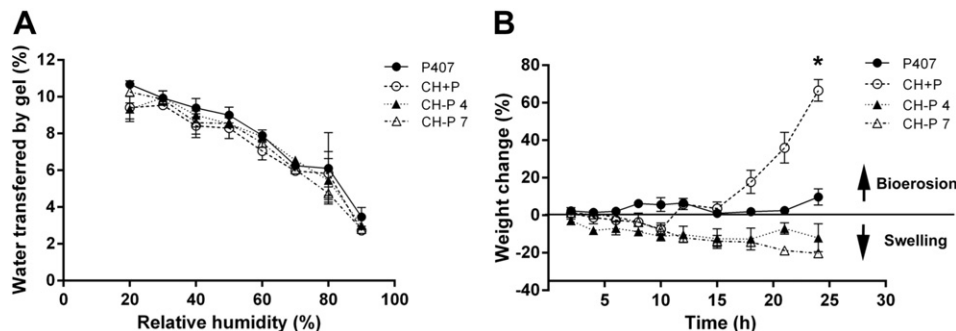 A
Water transferred by gel (%)
12
10
8
6
4
2
0
0
20
40
60
80
100
Relative humidity (%)
P407
CH+P
CH-P 4
CH-P 7
B
Weight change (%)
80
60
40
20
0
-20
-40
5
10
15
20
25
30
Time (h)
*
P407
CH+P
CH-P 4
CH-P 7
Bioerosion
Swelling